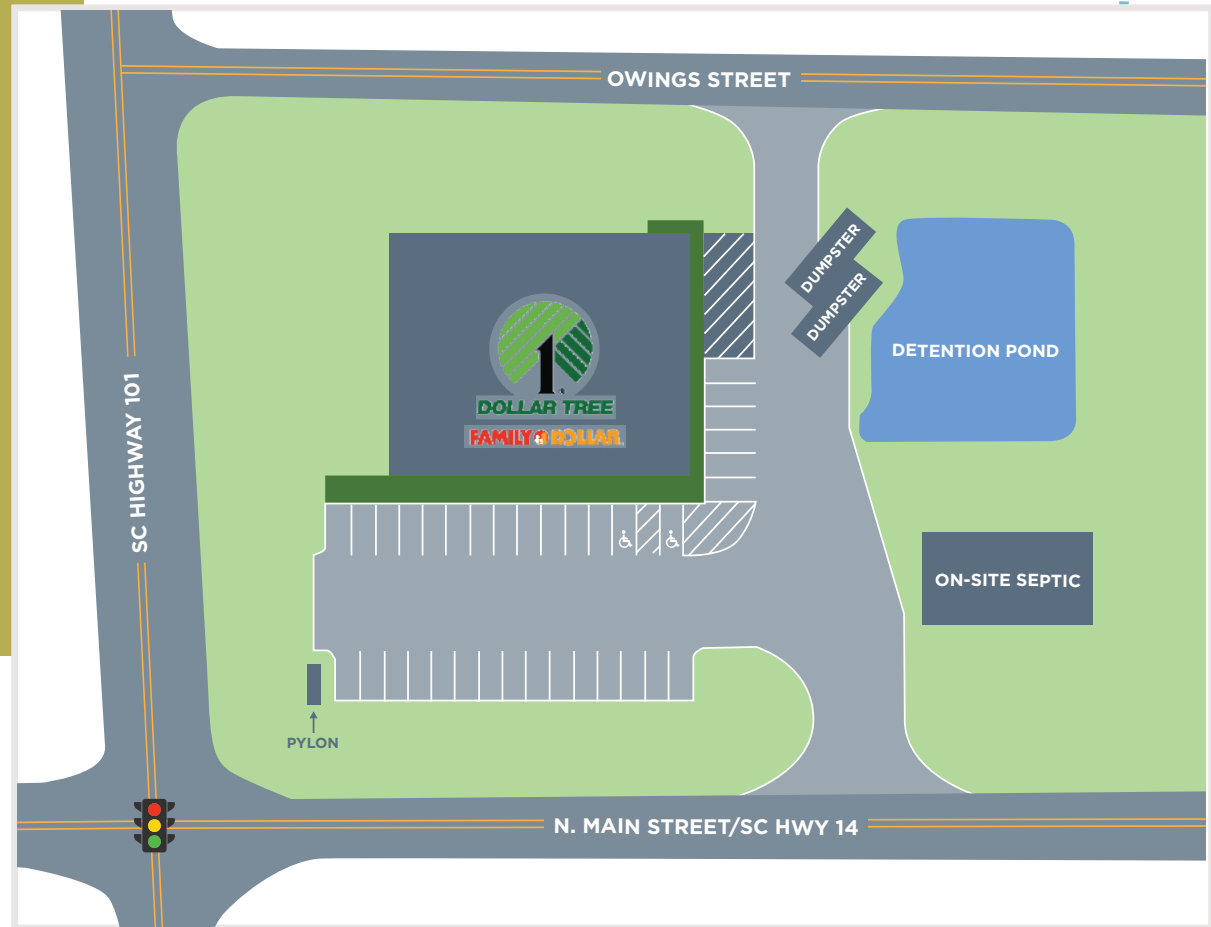 OWINGS STREET
DUMPSTER
DUMPSTER
DETENTION POND
1
DOLLAR TREE
FAMILY DOLLAR
SC HIGHWAY 101
ON-SITE SEPTIC
PYLON
N. MAIN STREET/SC HWY 14